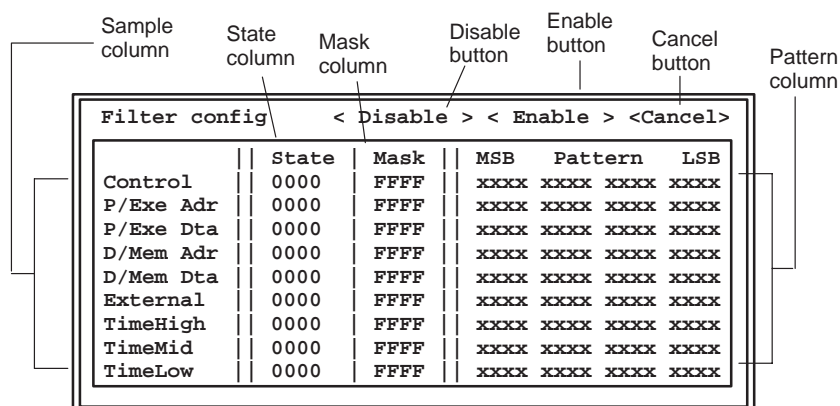 Sample column
State column
Mask column
Disable button
Enable button
Cancel button
Pattern column
Filter config < Disable > < Enable > <Cancel>
|| State | Mask || MSB Pattern LSB
Control || 0000 | FFFF || xxxx xxxx xxxx xxxx
P/Exe Adr || 0000 | FFFF || xxxx xxxx xxxx xxxx
P/Exe Dta || 0000 | FFFF || xxxx xxxx xxxx xxxx
D/Mem Adr || 0000 | FFFF || xxxx xxxx xxxx xxxx
D/Mem Dta || 0000 | FFFF || xxxx xxxx xxxx xxxx
External || 0000 | FFFF || xxxx xxxx xxxx xxxx
TimeHigh || 0000 | FFFF || xxxx xxxx xxxx xxxx
TimeMid || 0000 | FFFF || xxxx xxxx xxxx xxxx
TimeLow || 0000 | FFFF || xxxx xxxx xxxx xxxx